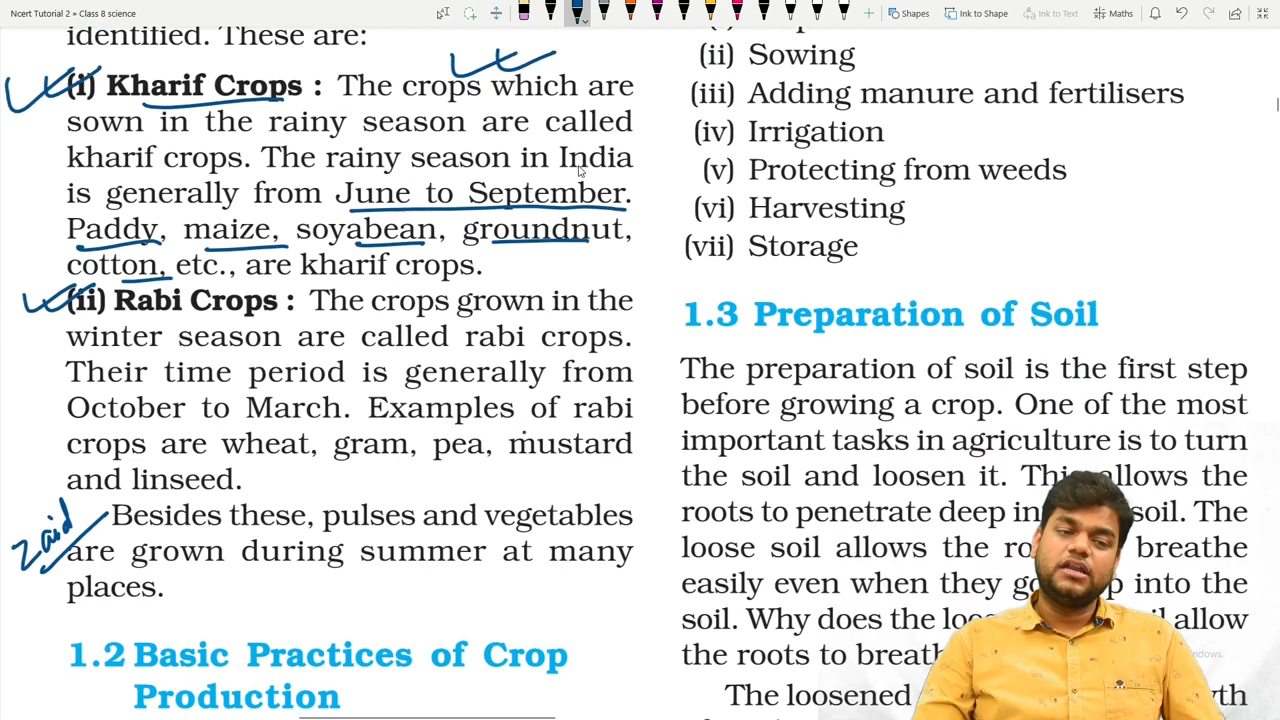 Ncert Tutorial 2 » Class 8 science
Shapes
Ink to Shape
Ink to Text
Maths
identified. These are:
(i) Kharif Crops : The crops which are
sown in the rainy season are called
kharif crops. The rainy season in India
is generally from June to September.
Paddy, maize, soyabean, groundnut,
cotton, etc., are kharif crops.
(ii) Rabi Crops : The crops grown in the
winter season are called rabi crops.
Their time period is generally from
October to March. Examples of rabi
crops are wheat, gram, pea, mustard
and linseed.
zaid
Besides these, pulses and vegetables
are grown during summer at many
places.
1.2 Basic Practices of Crop
Production
(ii) Sowing
(iii) Adding manure and fertilisers
(iv) Irrigation
(v) Protecting from weeds
(vi) Harvesting
(vii) Storage
1.3 Preparation of Soil
The preparation of soil is the first step
before growing a crop. One of the most
important tasks in agriculture is to turn
the soil and loosen it. This allows the
roots to penetrate deep in soil. The
loose soil allows the breathe
easily even when they into the
soil. Why does the allow
the roots to
The loosened